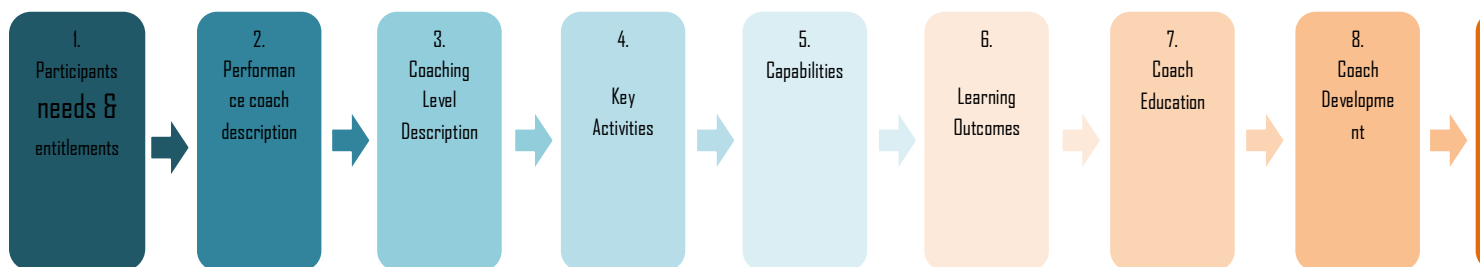 1.
Participants
needs &
entitlements
2.
Performan
ce coach
description
3.
Coaching
Level
Description
4.
Key
Activities
5.
Capabilities
6.
Learning
Outcomes
7.
Coach
Education
8.
Coach
Developme
nt